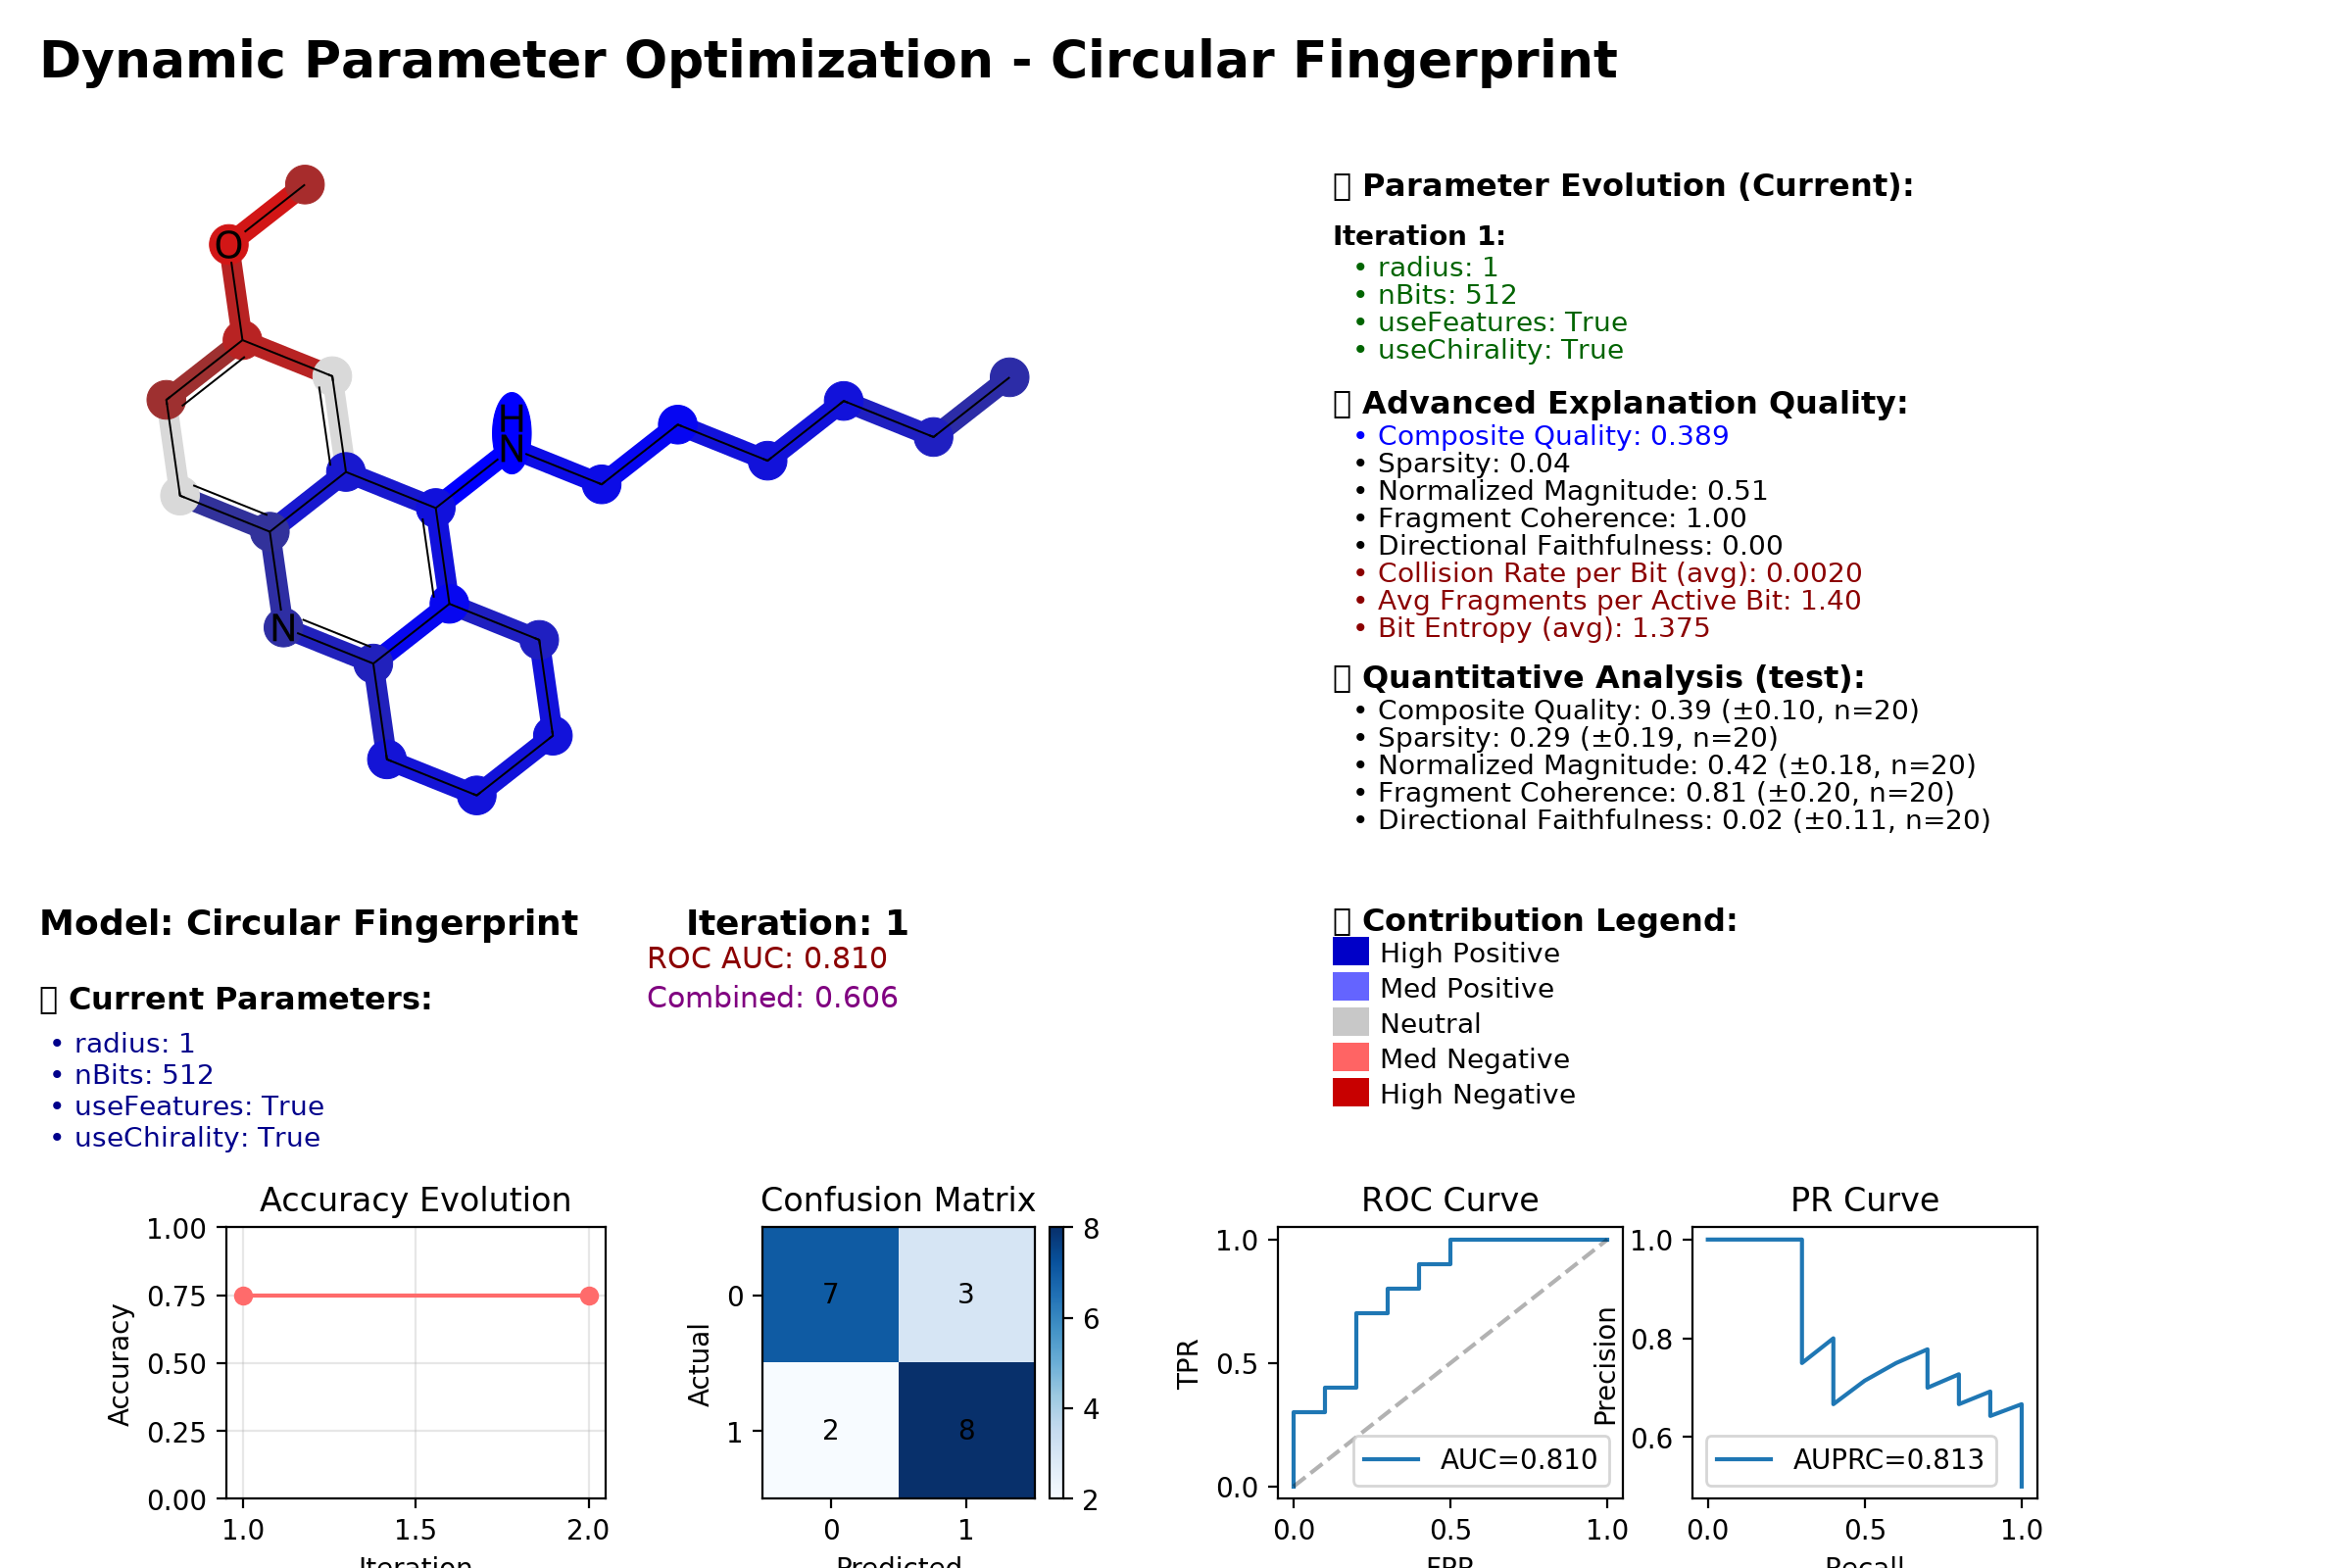 Dynamic Parameter Optimization - Circular Fingerprint
O
H
N
N
Parameter Evolution (Current):
Iteration 1:
• radius: 1
• nBits: 512
• useFeatures: True
• useChirality: True
Advanced Explanation Quality:
• Composite Quality: 0.389
• Sparsity: 0.04
• Normalized Magnitude: 0.51
• Fragment Coherence: 1.00
• Directional Faithfulness: 0.00
• Collision Rate per Bit (avg): 0.0020
• Avg Fragments per Active Bit: 1.40
• Bit Entropy (avg): 1.375
Quantitative Analysis (test):
• Composite Quality: 0.39 (±0.10, n=20)
• Sparsity: 0.29 (±0.19, n=20)
• Normalized Magnitude: 0.42 (±0.18, n=20)
• Fragment Coherence: 0.81 (±0.20, n=20)
• Directional Faithfulness: 0.02 (±0.11, n=20)
Model: Circular Fingerprint
Iteration: 1
ROC AUC: 0.810
Combined: 0.606
Current Parameters:
• radius: 1
• nBits: 512
• useFeatures: True
• useChirality: True
Contribution Legend:
High Positive
Med Positive
Neutral
Med Negative
High Negative
Accuracy Evolution
1.00
0.75
0.50
0.25
0.00
Accuracy
1.0 1.5 2.0
Iteration
Confusion Matrix
Actual
0
1
7 3
2 8
0 1
Predicted
8
6
4
2
ROC Curve
TPR
1.0
0.5
0.0
AUC=0.810
0.0 0.5 1.0
FPR
PR Curve
Precision
1.0
0.8
0.6
AUPRC=0.813
0.0 0.5 1.0
Recall